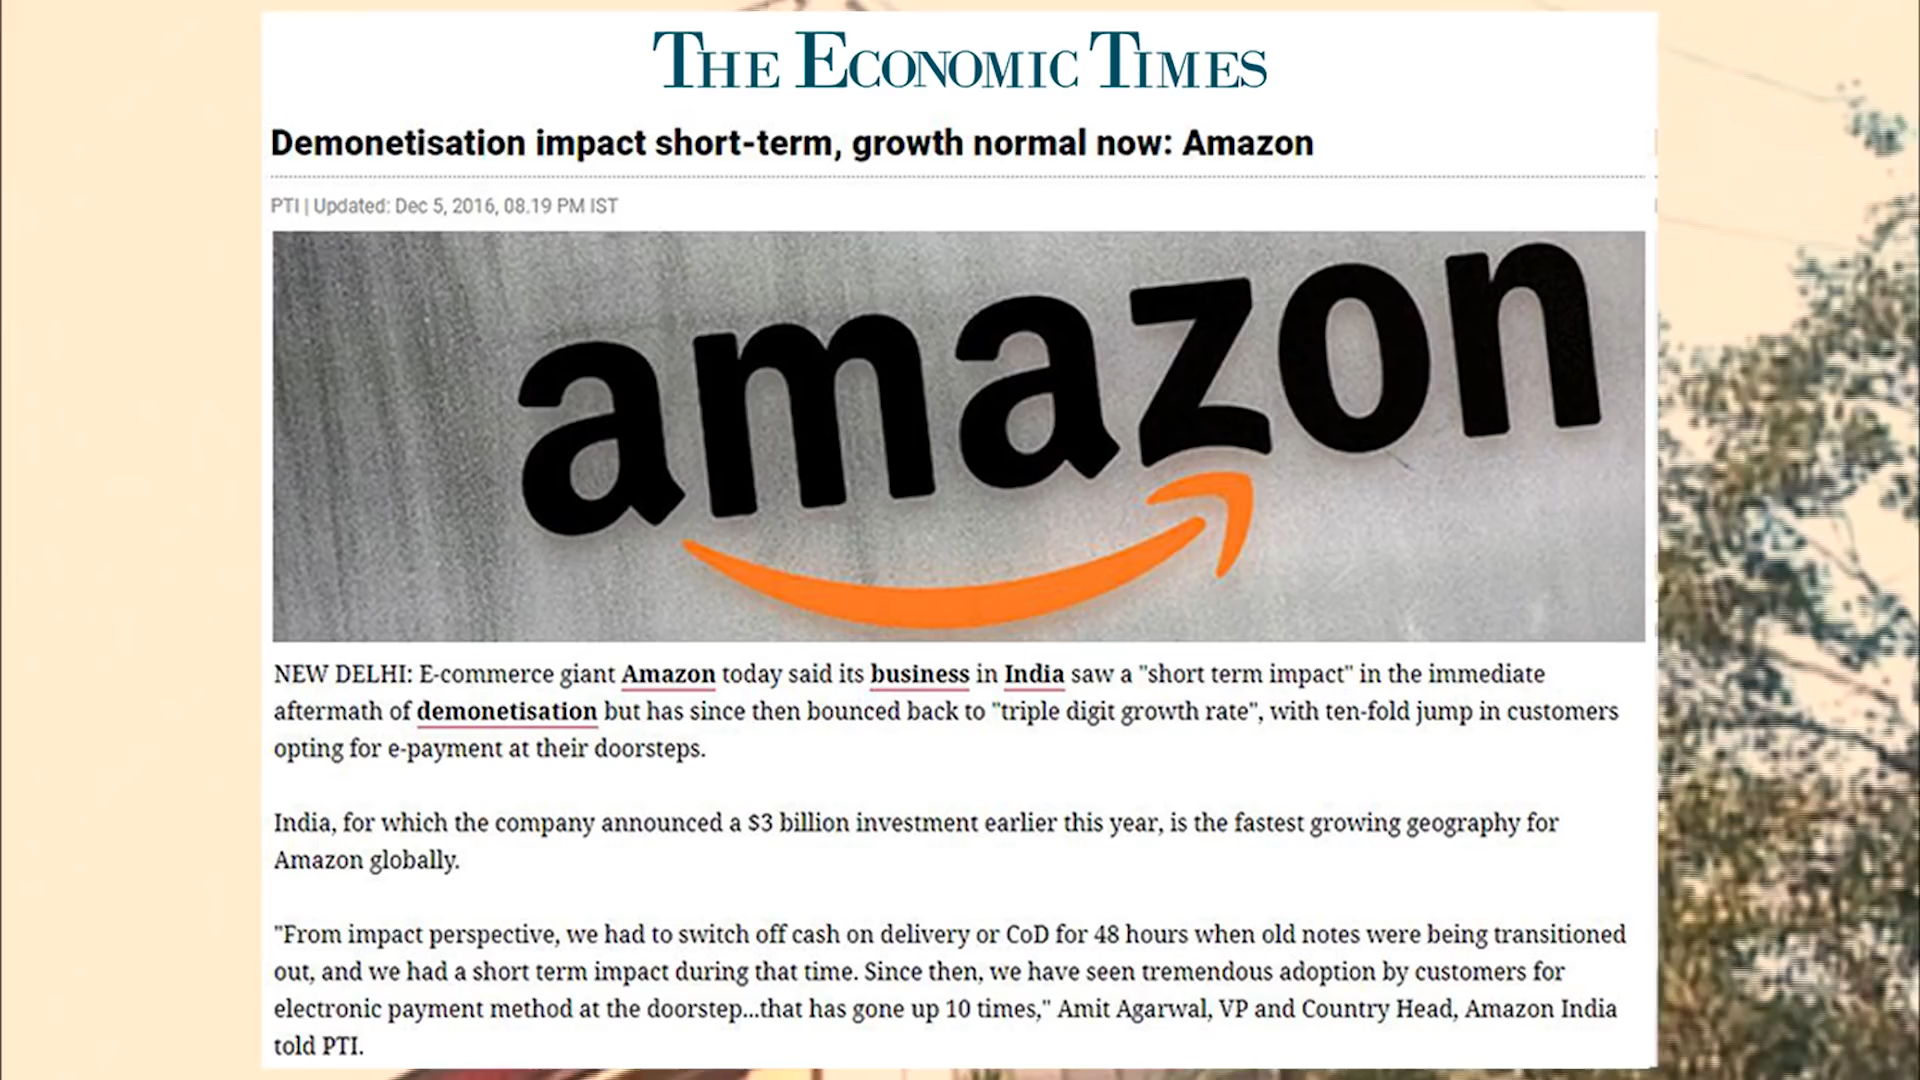 THE ECONOMIC TIMES
Demonetisation impact short-term, growth normal now: Amazon
PTI | Updated: Dec 5, 2016, 08.19 PM IST
amazon
NEW DELHI: E-commerce giant Amazon today said its business in India saw a "short term impact" in the immediate
aftermath of demonetisation but has since then bounced back to "triple digit growth rate", with ten-fold jump in customers
opting for e-payment at their doorsteps.
India, for which the company announced a $3 billion investment earlier this year, is the fastest growing geography for
Amazon globally.
"From impact perspective, we had to switch off cash on delivery or CoD for 48 hours when old notes were being transitioned
out, and we had a short term impact during that time. Since then, we have seen tremendous adoption by customers for
electronic payment method at the doorstep...that has gone up 10 times," Amit Agarwal, VP and Country Head, Amazon India
told PTI.